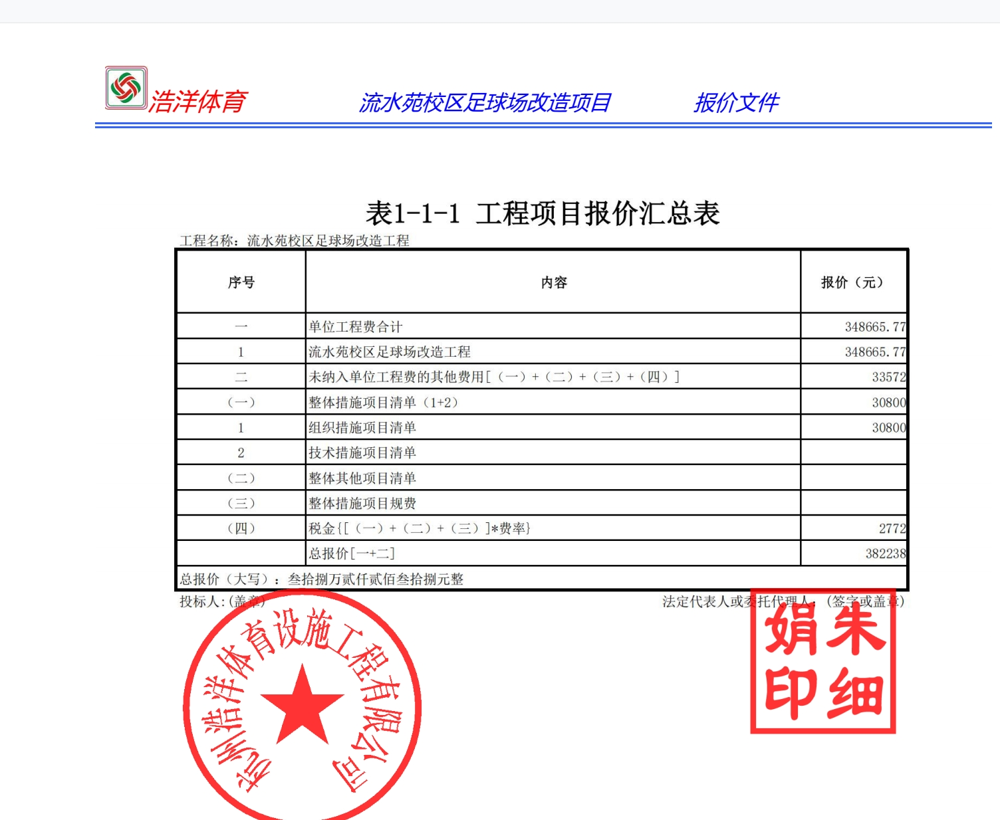 浩洋体育 流水苑校区足球场改造项目 报价文件
表1-1-1 工程项目报价汇总表
工程名称：流水苑校区足球场改造工程
序号 内容 报价（元）
一 单位工程费合计 348665.77
1 流水苑校区足球场改造工程 348665.77
二 未纳入单位工程费的其他费用[（一）+（二）+（三）+（四）] 33572
（一） 整体措施项目清单（1+2） 30800
1 组织措施项目清单 30800
2 技术措施项目清单
（二） 整体其他项目清单
（三） 整体措施项目规费
（四） 税金{[（一）+（二）+（三）]*费率} 2772
总报价[一+二] 382238
总报价（大写）：叁拾捌万贰仟贰佰叁拾捌元整
投标人:(盖章) 法定代表人或委托代理人：(签字或盖章)
杭州浩洋体育设施工程有限公司
朱细娟印